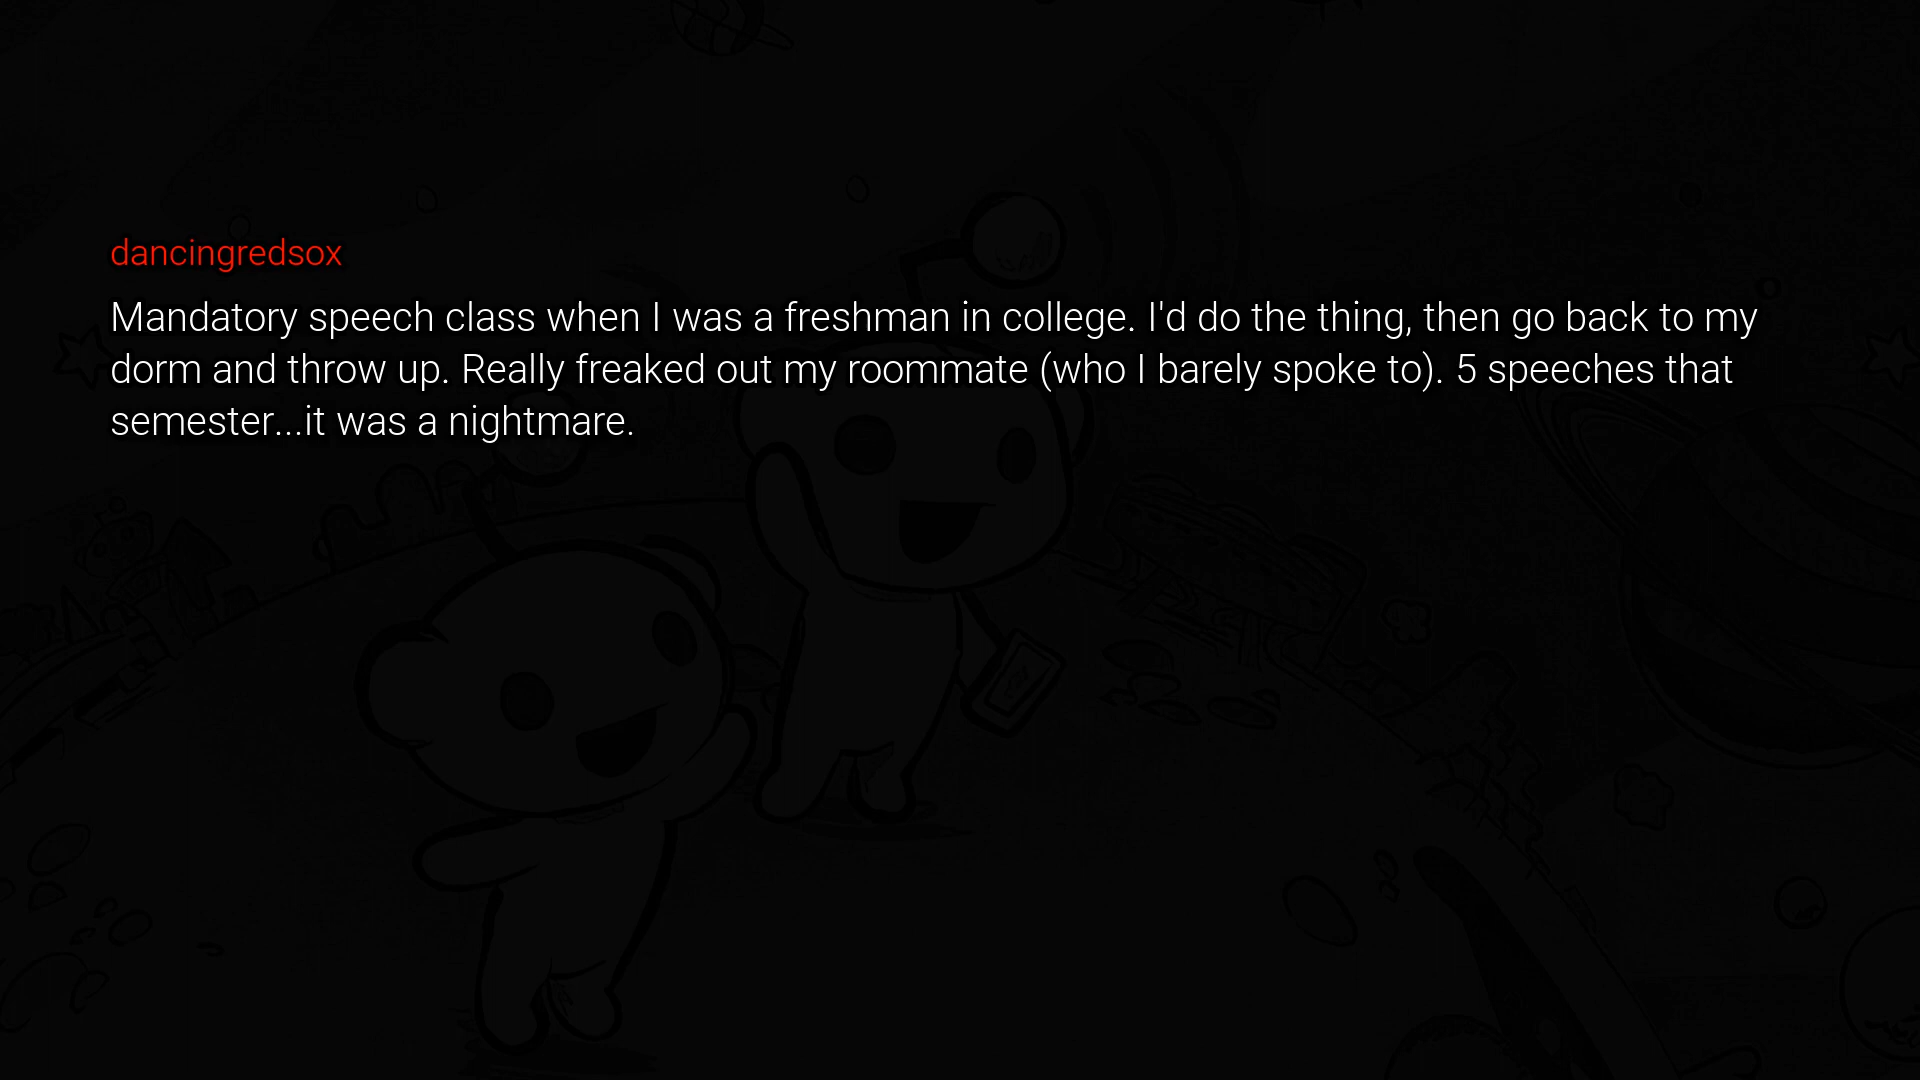 dancingredsox
Mandatory speech class when I was a freshman in college. I'd do the thing, then go back to my
dorm and throw up. Really freaked out my roommate (who I barely spoke to). 5 speeches that
semester...it was a nightmare.